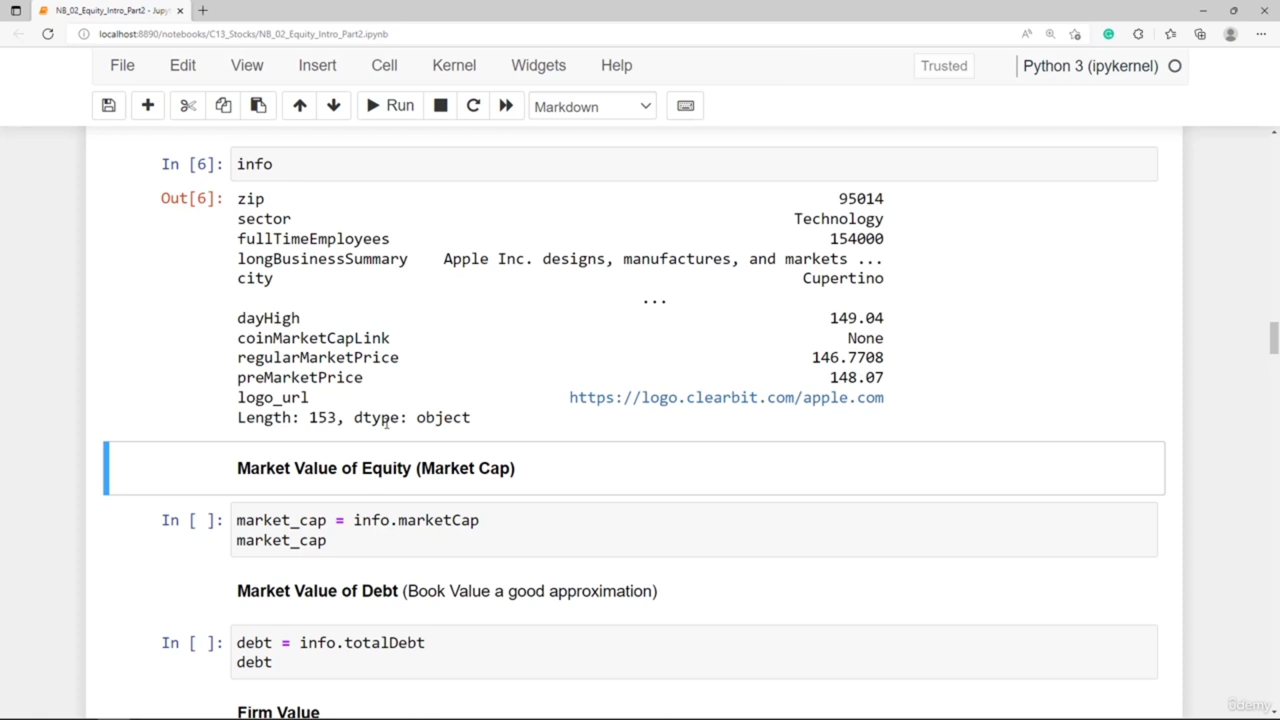 NB_02_Equity_Intro_Part2 - Jupy
localhost:8890/notebooks/C13_Stocks/NB_02_Equity_Intro_Part2.ipynb
File Edit View Insert Cell Kernel Widgets Help Trusted Python 3 (ipykernel)
Run Markdown
In [6]: info
Out[6]: zip 95014
sector Technology
fullTimeEmployees 154000
longBusinessSummary Apple Inc. designs, manufactures, and markets ...
city Cupertino
...
dayHigh 149.04
coinMarketCapLink None
regularMarketPrice 146.7708
preMarketPrice 148.07
logo_url https://logo.clearbit.com/apple.com
Length: 153, dtype: object
Market Value of Equity (Market Cap)
In [ ]: market_cap = info.marketCap
market_cap
Market Value of Debt (Book Value a good approximation)
In [ ]: debt = info.totalDebt
debt
Firm Value
ûdemy